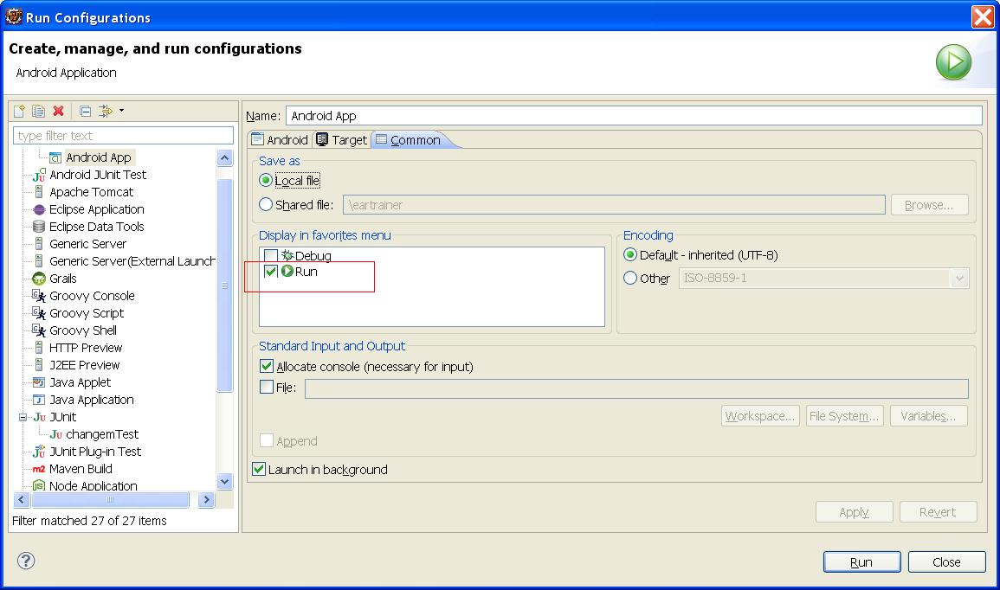 Run Configurations
Create, manage, and run configurations
Android Application
type filter text
Android App
Android JUnit Test
Apache Tomcat
Eclipse Application
Eclipse Data Tools
Generic Server
Generic Server(External Launch
Grails
Groovy Console
Groovy Script
Groovy Shell
HTTP Preview
J2EE Preview
Java Applet
Java Application
JUnit
changemTest
JUnit Plug-in Test
m2 Maven Build
Node Application
Filter matched 27 of 27 items
Name: Android App
Android Target Common
Save as
Local file
Shared file: \eartrainer Browse...
Display in favorites menu
Debug
Run
Encoding
Default - inherited (UTF-8)
Other ISO-8859-1
Standard Input and Output
Allocate console (necessary for input)
File:
Workspace... File System... Variables...
Append
Launch in background
Apply Revert
Run Close